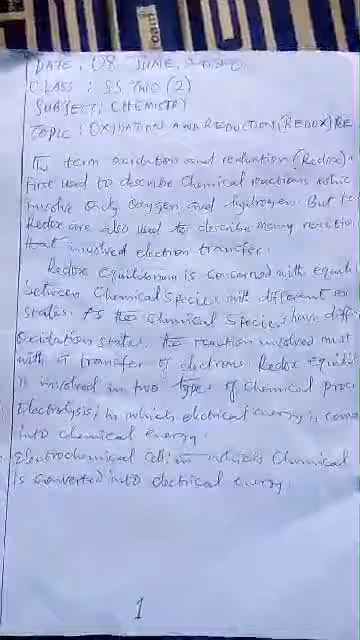 DATE: 08 JUNE, 2020
CLASS: SS TWO (2)
SUBJECT: CHEMISTRY
TOPIC: OXIDATION AND REDUCTION (REDOX) RE
The term oxidation and reduction (Redox)
first used to describe chemical reactions which
involve only oxygen and hydrogen. But
Redox are also used to describe many reactio
that involved electron transfer.
Redox Equilibrium is concerned with equili
between Chemical Species with different ox
states. As the Chemical Species have diff
Oxidation states, the reaction involved must
with a transfer of electrons. Redox Equili
is involved in two types of chemical proc
Electrolysis: in which electrical energy is conv
into chemical energy.
Electrochemical Cell: in which Chemical
is converted into electrical energy.
1